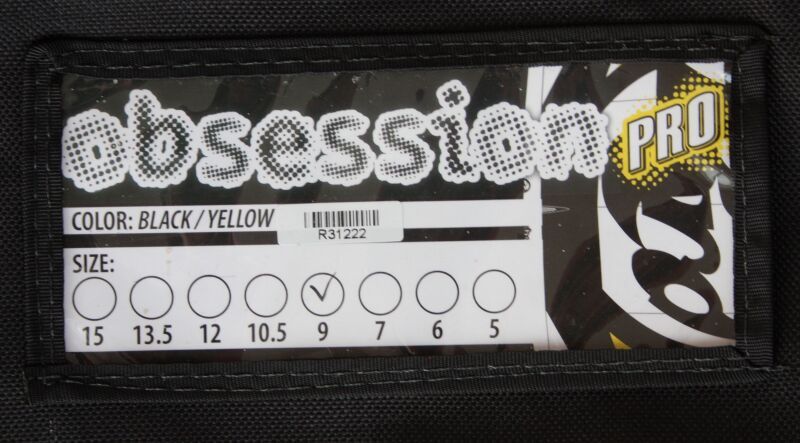 obsession PRO
COLOR: BLACK/YELLOW
R31222
SIZE:
15 13.5 12 10.5 9 7 6 5